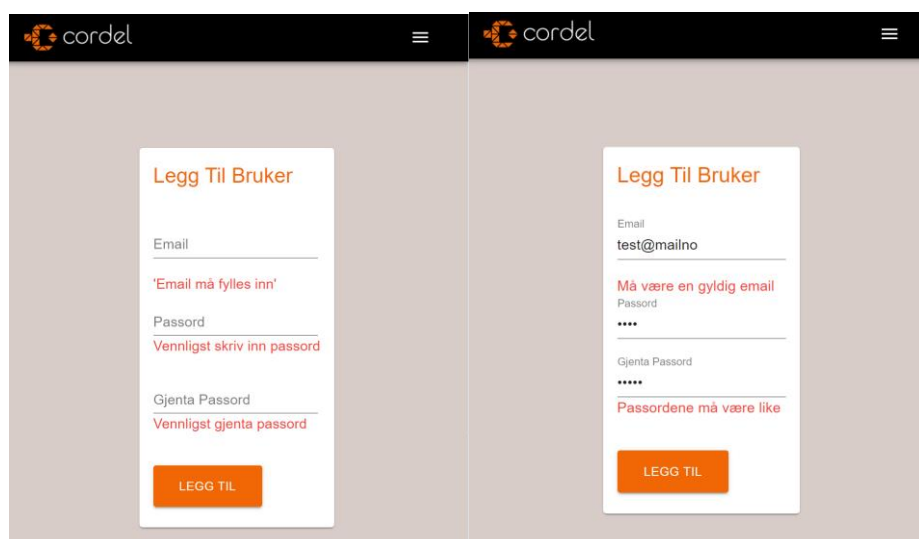 cordel
Legg Til Bruker
Email
'Email må fylles inn'
Passord
Vennligst skriv inn passord
Gjenta Passord
Vennligst gjenta passord
LEGG TIL
cordel
Legg Til Bruker
Email
test@mailno
Må være en gyldig email
Passord
••••
Gjenta Passord
•••••
Passordene må være like
LEGG TIL